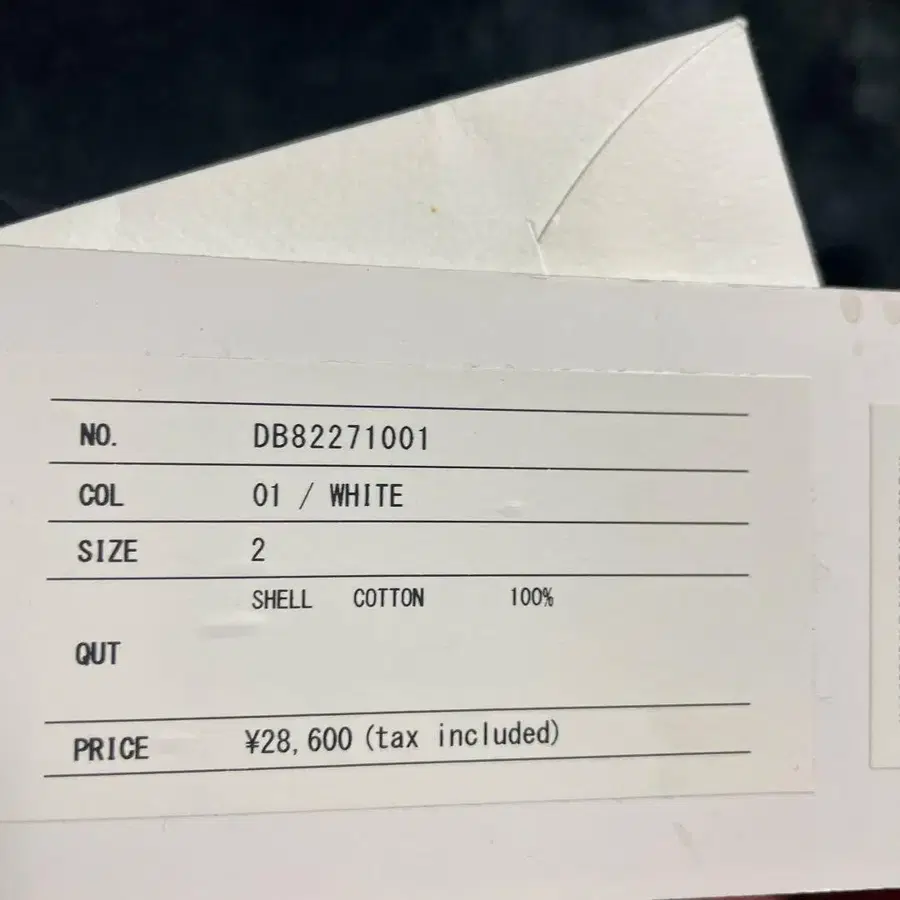 NO. DB82271001
COL 01 / WHITE
SIZE 2
SHELL COTTON 100%
QUT
PRICE ¥28,600 (tax included)